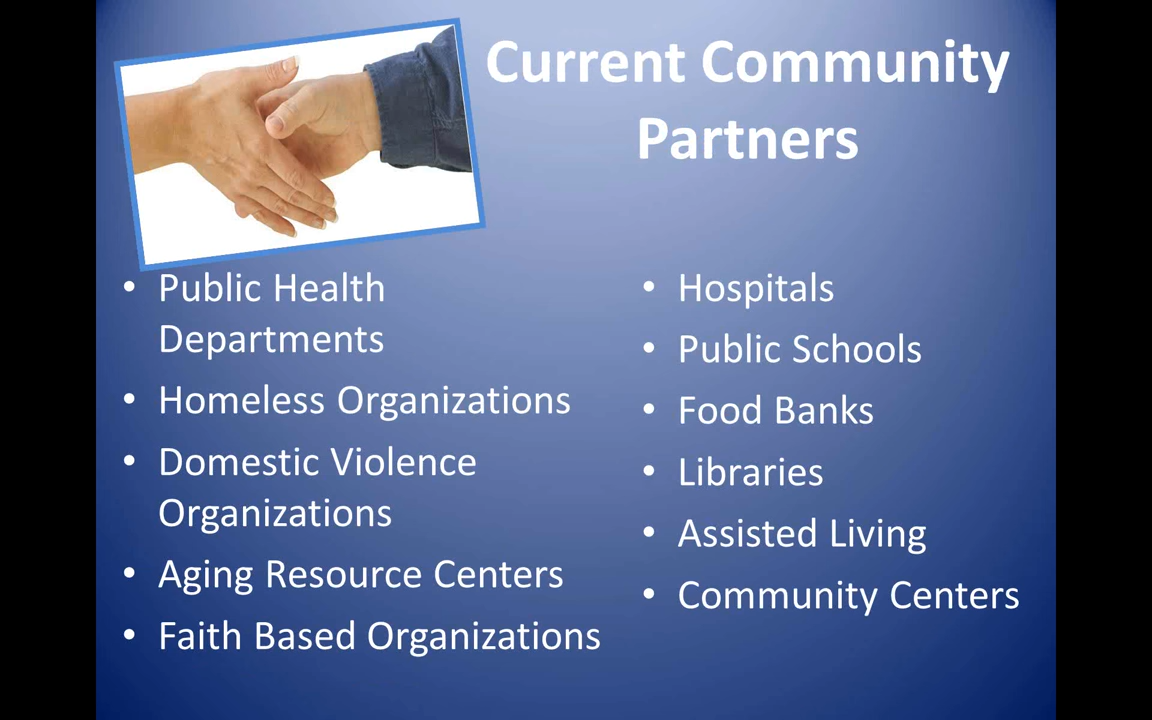 Current Community
Partners
• Public Health
Departments
• Homeless Organizations
• Domestic Violence
Organizations
• Aging Resource Centers
• Faith Based Organizations
• Hospitals
• Public Schools
• Food Banks
• Libraries
• Assisted Living
• Community Centers